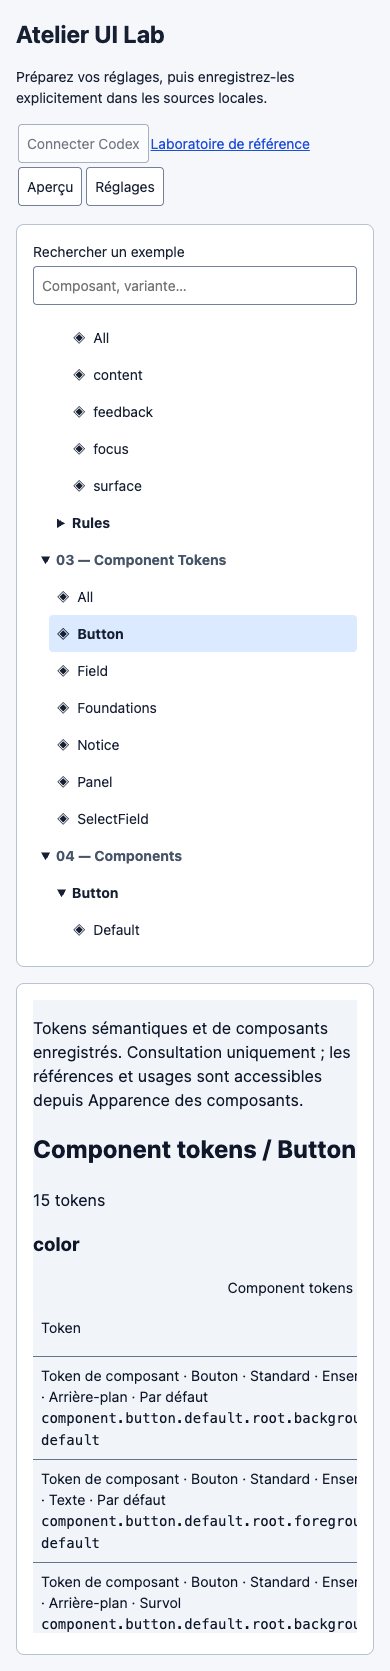 Atelier UI Lab
Préparez vos réglages, puis enregistrez-les
explicitement dans les sources locales.
Connecter Codex Laboratoire de référence
Aperçu Réglages
Rechercher un exemple
Composant, variante…
All
content
feedback
focus
surface
Rules
03 — Component Tokens
All
Button
Field
Foundations
Notice
Panel
SelectField
04 — Components
Button
Default
Tokens sémantiques et de composants
enregistrés. Consultation uniquement ; les
références et usages sont accessibles
depuis Apparence des composants.
Component tokens / Button
15 tokens
color
Component tokens
Token
Token de composant · Bouton · Standard · Enser
· Arrière-plan · Par défaut
component.button.default.root.backgrou
default
Token de composant · Bouton · Standard · Enser
· Texte · Par défaut
component.button.default.root.foregrou
default
Token de composant · Bouton · Standard · Enser
· Arrière-plan · Survol
component.button.default.root.backgrou